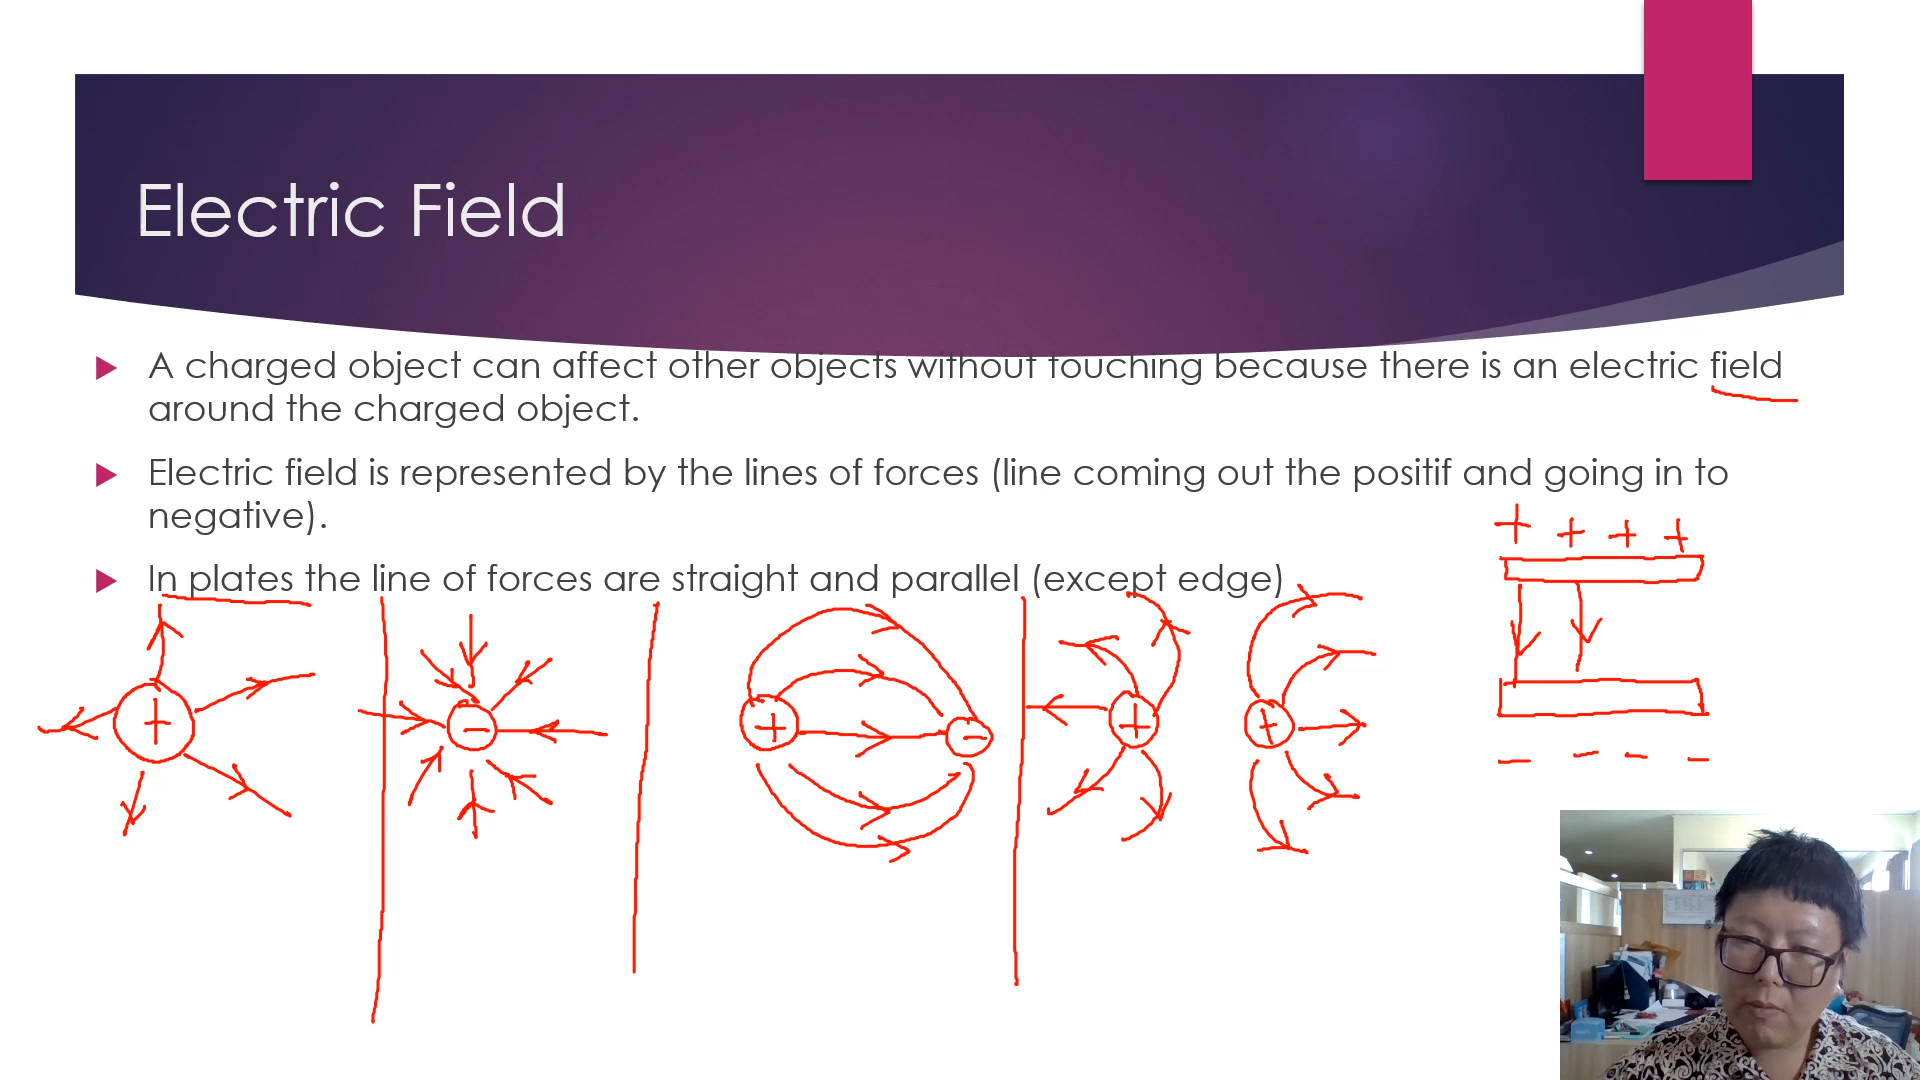 Electric Field
A charged object can affect other objects without touching because there is an electric field
around the charged object.
Electric field is represented by the lines of forces (line coming out the positif and going in to
negative).
In plates the line of forces are straight and parallel (except edge)
+ + + +
+ - + - + +
- - - -